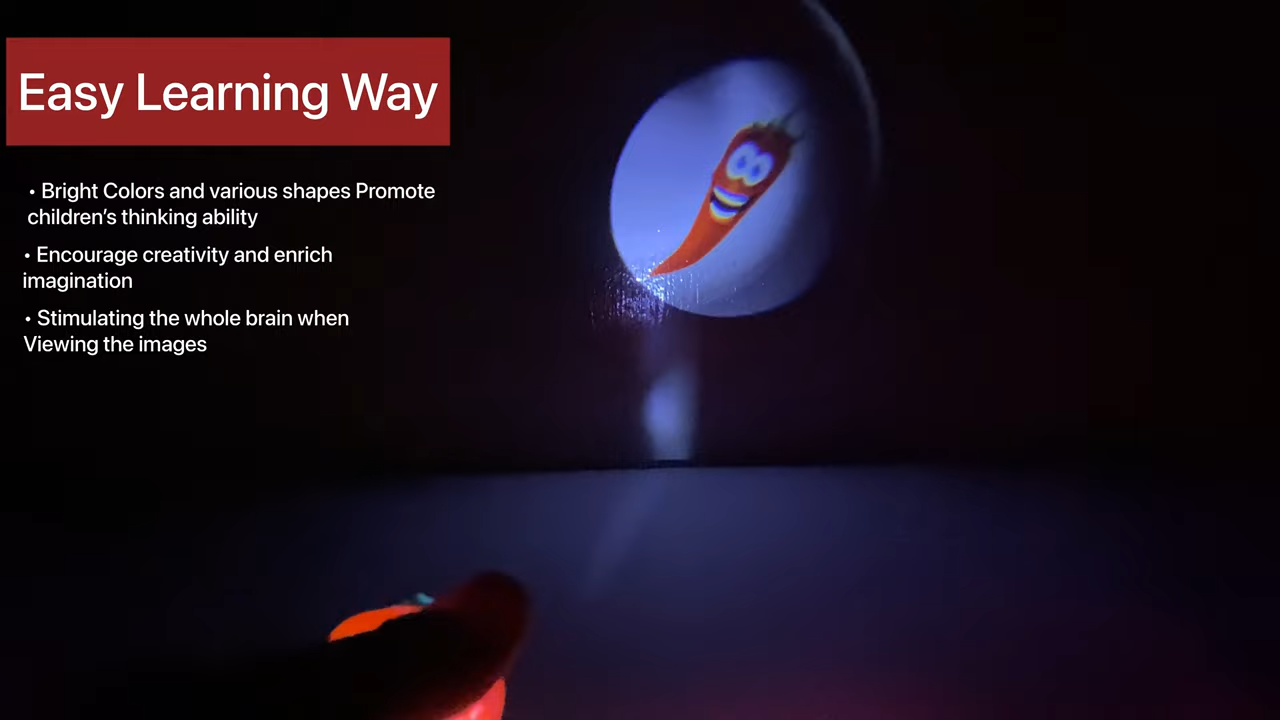 Easy Learning Way
• Bright Colors and various shapes Promote
children’s thinking ability
• Encourage creativity and enrich
imagination
• Stimulating the whole brain when
Viewing the images